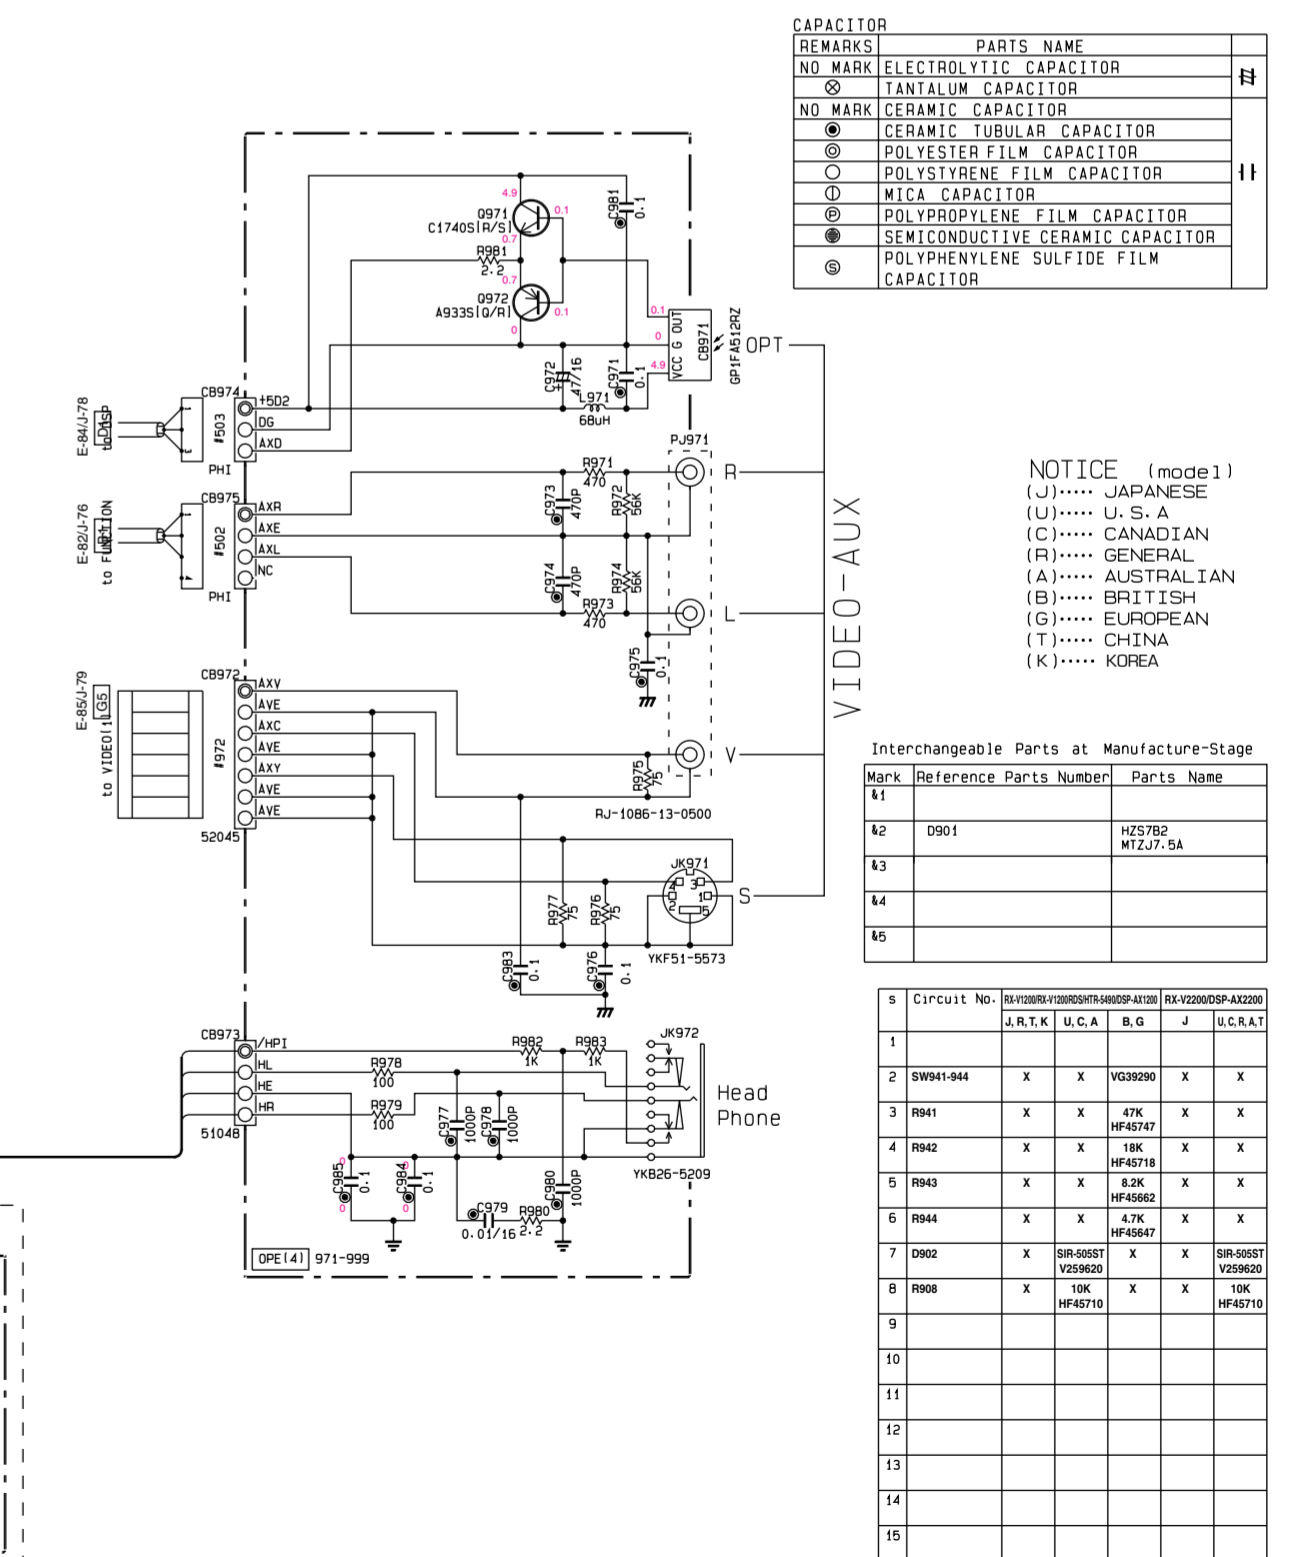 CAPACITOR
REMARKS PARTS NAME
NO MARK ELECTROLYTIC CAPACITOR
⊗ TANTALUM CAPACITOR
NO MARK CERAMIC CAPACITOR
CERAMIC TUBULAR CAPACITOR
POLYESTER FILM CAPACITOR
POLYSTYRENE FILM CAPACITOR
MICA CAPACITOR
Ⓟ POLYPROPYLENE FILM CAPACITOR
SEMICONDUCTIVE CERAMIC CAPACITOR
Ⓢ POLYPHENYLENE SULFIDE FILM
CAPACITOR
4.9
Q971
C1740S(R/S)
0.1
0.7
C981
0.1
R981
2.2
0.7
Q972
A933S(Q/R)
0.1
0
0.1
0
4.9
OUT
G
VCC
CB971
GP1FA512RZ
OPT
C972
47/16
C971
0.1
L971
68uH
E-84/J-78
to DSP
1
3
#503
PHI
CB974
+5D2
DG
AXD
E-82/J-76
to FUNCTION
1
4
#502
PHI
CB975
AXR
AXE
AXL
NC
PJ971
R971
470
C973
470P
R972
56K
R
C974
470P
R974
56K
R973
470
L
C975
0.1
E-85/J-79
G5
to VIDEO(1)
#972
52045
CB972
AXV
AVE
AXC
AVE
AXY
AVE
AVE
R975
75
V
RJ-1086-13-0500
VIDEO-AUX
JK971
4 3
2 1
5
S
YKF51-5573
R977
75
R976
75
C983
0.1
C976
0.1
CB973
51048
/HPI
HL
HE
HR
R978
100
R979
100
R982
1K
R983
1K
JK972
Head
Phone
YKB26-5209
C977
1000P
C978
1000P
0
C985
0.1
0
0
C984
0.1
0
C979
0.01/16
R980
2.2
C980
1000P
OPE(4) 971-999
NOTICE (model)
(J)····· JAPANESE
(U)····· U.S.A
(C)····· CANADIAN
(R)····· GENERAL
(A)····· AUSTRALIAN
(B)····· BRITISH
(G)····· EUROPEAN
(T)····· CHINA
(K)····· KOREA
Interchangeable Parts at Manufacture-Stage
Mark Reference Parts Number Parts Name
&1
&2 D901 HZS7B2
MTZJ7.5A
&3
&4
&5
s Circuit No. RX-V1200/RX-V1200RDS/HTR-5490/DSP-AX1200 RX-V2200/DSP-AX2200
J, R, T, K U, C, A B, G J U, C, R, A, T
1
2 SW941-944 X X VG39290 X X
3 R941 X X 47K X X
HF45747
4 R942 X X 18K X X
HF45718
5 R943 X X 8.2K X X
HF45662
6 R944 X X 4.7K X X
HF45647
7 D902 X SIR-505ST X X SIR-505ST
V259620 V259620
8 R908 X 10K X X 10K
HF45710 HF45710
9
10
11
12
13
14
15